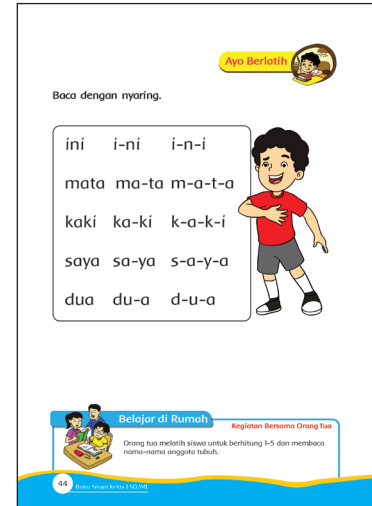 Ayo Berlatih
Baca dengan nyaring.
ini i-ni i-n-i
mata ma-ta m-a-t-a
kaki ka-ki k-a-k-i
saya sa-ya s-a-y-a
dua du-a d-u-a
Belajar di Rumah
Kegiatan Bersama Orang Tua
Orang tua melatih siswa untuk berhitung 1-5 dan membaca
nama-nama anggota tubuh.
44 Buku Siswa Kelas I SD/MI